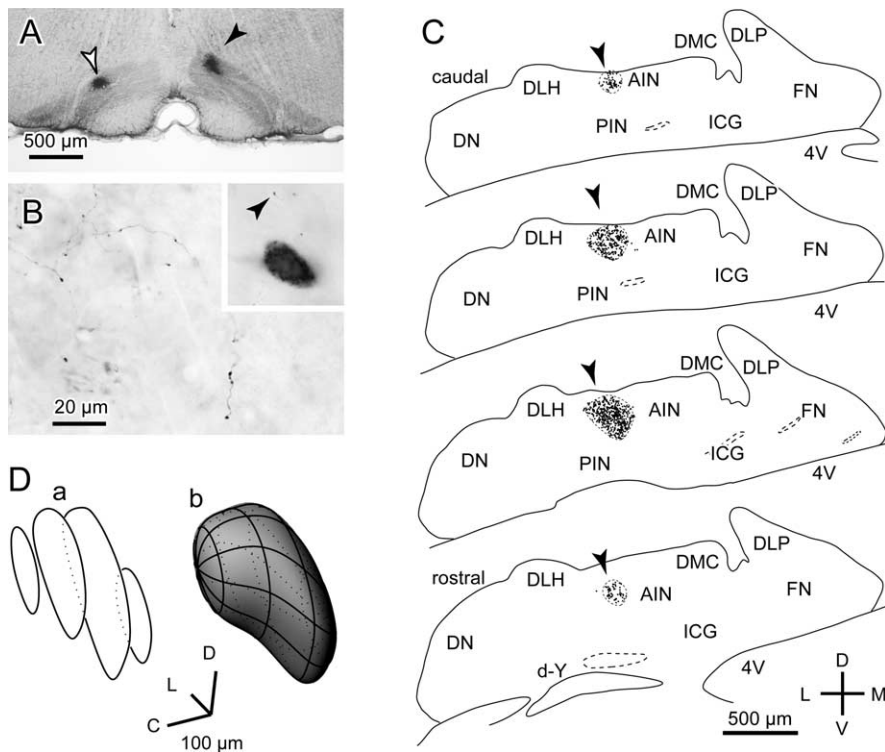 A
500 µm
B
20 µm
C
caudal
DLH
AIN
DMC
DLP
FN
DN
PIN
ICG
4V
DLH
AIN
DMC
DLP
FN
DN
PIN
ICG
4V
DLH
AIN
DMC
DLP
FN
DN
PIN
ICG
4V
rostral
DLH
AIN
DMC
DLP
FN
DN
ICG
d-Y
4V
500 µm
D
L
M
V
D
a
b
D
L
C
100 µm